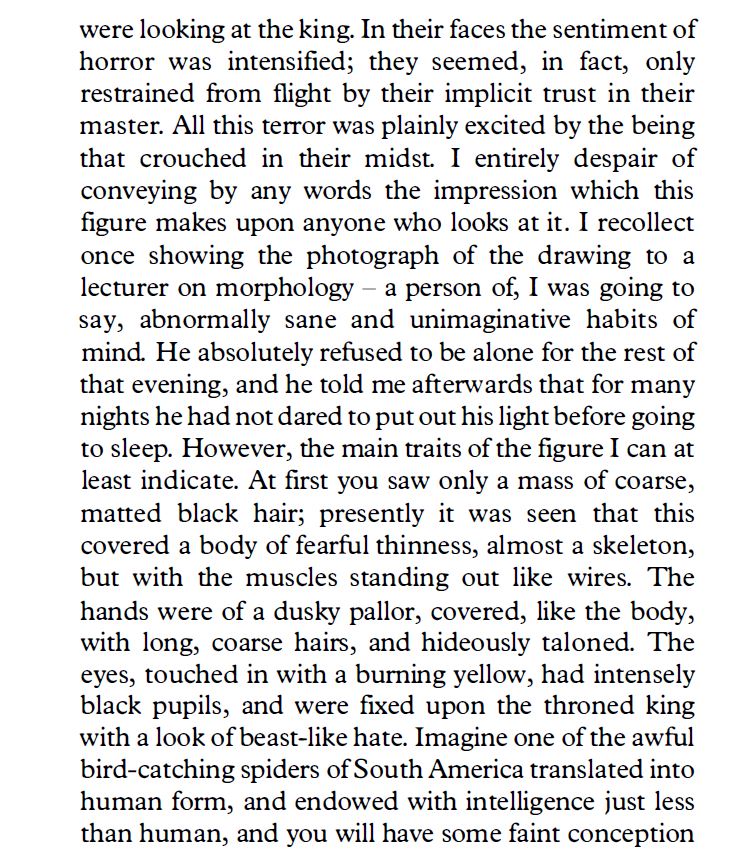 were looking at the king. In their faces the sentiment of
horror was intensified; they seemed, in fact, only
restrained from flight by their implicit trust in their
master. All this terror was plainly excited by the being
that crouched in their midst. I entirely despair of
conveying by any words the impression which this
figure makes upon anyone who looks at it. I recollect
once showing the photograph of the drawing to a
lecturer on morphology – a person of, I was going to
say, abnormally sane and unimaginative habits of
mind. He absolutely refused to be alone for the rest of
that evening, and he told me afterwards that for many
nights he had not dared to put out his light before going
to sleep. However, the main traits of the figure I can at
least indicate. At first you saw only a mass of coarse,
matted black hair; presently it was seen that this
covered a body of fearful thinness, almost a skeleton,
but with the muscles standing out like wires. The
hands were of a dusky pallor, covered, like the body,
with long, coarse hairs, and hideously taloned. The
eyes, touched in with a burning yellow, had intensely
black pupils, and were fixed upon the throned king
with a look of beast-like hate. Imagine one of the awful
bird-catching spiders of South America translated into
human form, and endowed with intelligence just less
than human, and you will have some faint conception